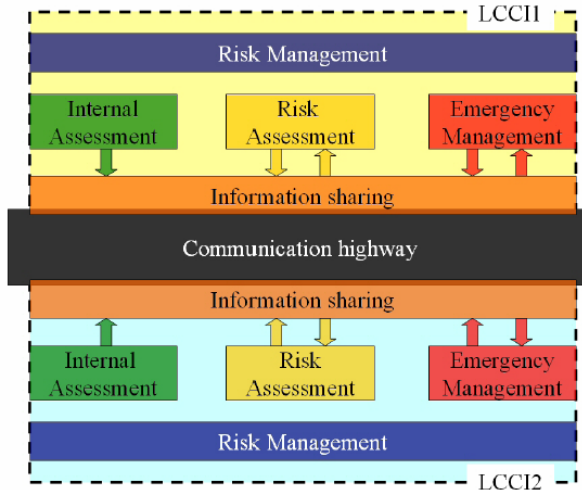 LCCI1
Risk Management
Internal Assessment
Risk Assessment
Emergency Management
Information sharing
Communication highway
Information sharing
Internal Assessment
Risk Assessment
Emergency Management
Risk Management
LCCI2